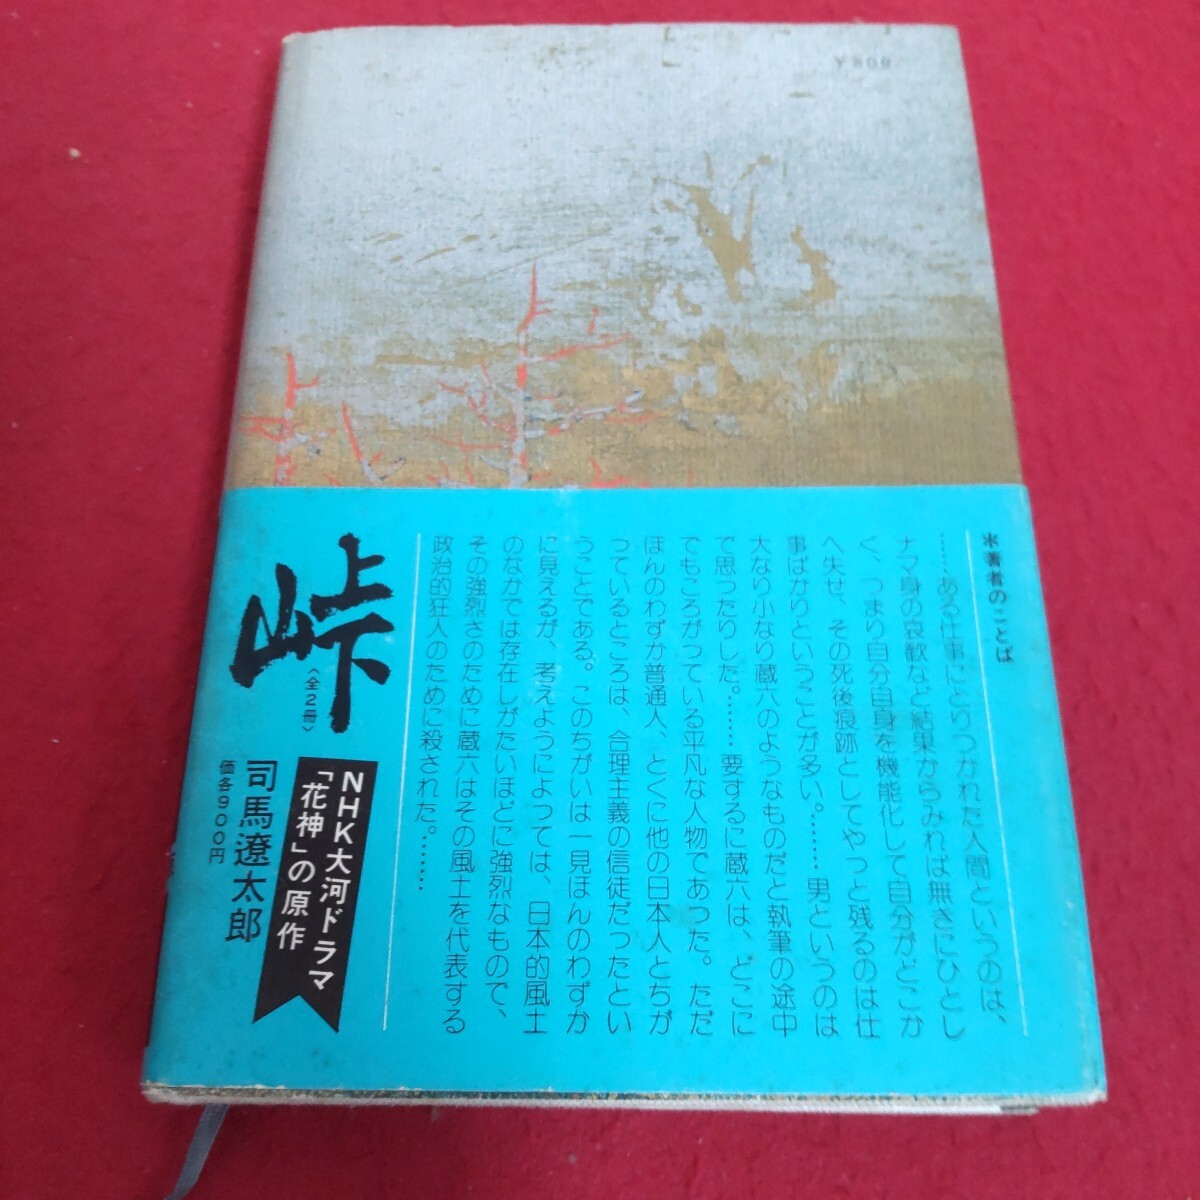 ＊著者のことば
……ある仕事にとりつかれた人間というのは、
ナマ身の哀歓など結果からみれば無きにひとし
く、つまり自分自身を機能化して自分がどこか
へ失せ、その死後痕跡としてやっと残るのは仕
事ばかりということが多い。……男というのは
大なり小なり蔵六のようなものだと執筆の途中
で思ったりした。……要するに蔵六は、どこに
でもころがっている平凡な人物であった。ただ
ほんのわずか普通人、とくに他の日本人とちが
っているところは、合理主義の信徒だったとい
うことである。このちがいは一見ほんのわずか
に見えるが、考えようによっては、日本的風土
のなかでは存在しがたいほどに強烈なもので、
その強烈さのために蔵六はその風土を代表する
政治的狂人のために殺された。……
峠
〈全2冊〉
NHK大河ドラマ
「花神」の原作
司馬遼太郎
価各900円